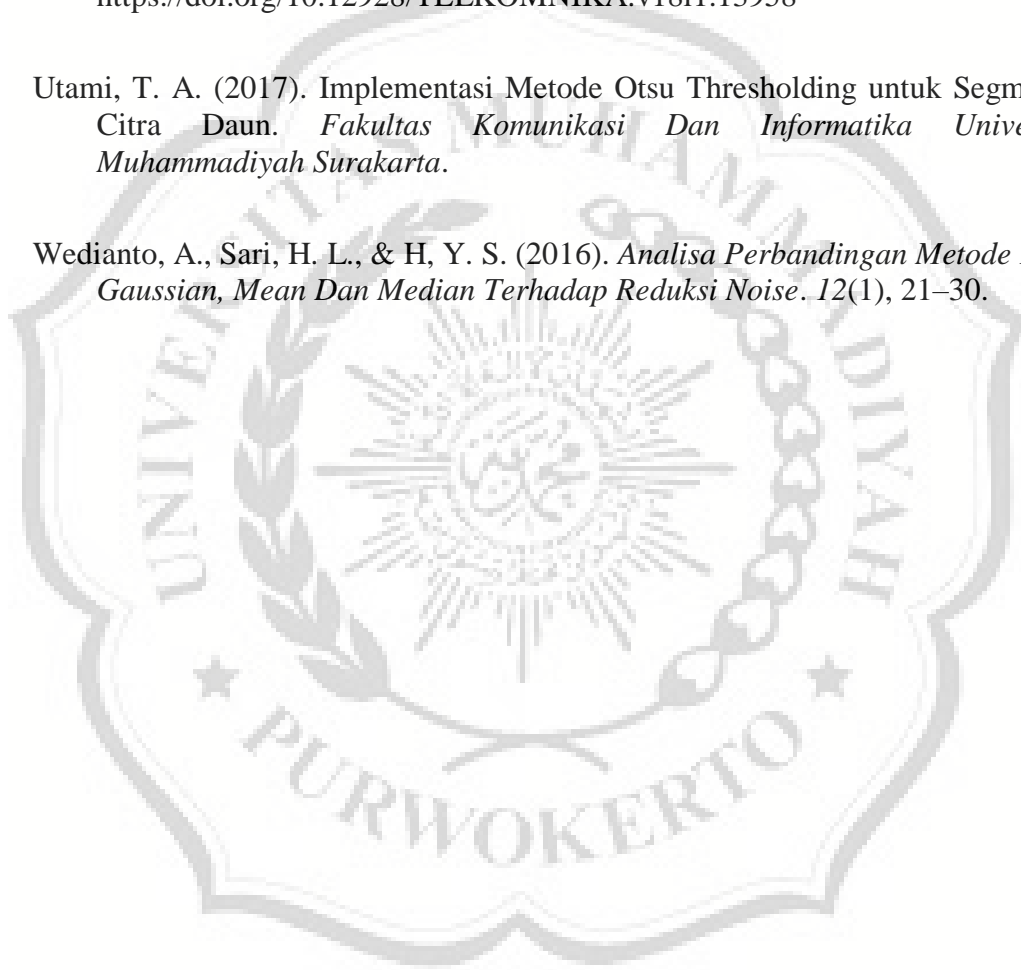 https://doi.org/10.12928/TELKOMNIKA.v18i1.13958
Utami, T. A. (2017). Implementasi Metode Otsu Thresholding untuk
Citra Daun. Fakultas Komunikasi Dan Informatika
Muhammadiyah Surakarta.
Wedianto, A., Sari, H. L., & H, Y. S. (2016). Analisa Perbandingan Metode
Gaussian, Mean Dan Median Terhadap Reduksi Noise. 12(1), 21–30.
UNIVERSITAS MUHAMMADIYAH
PURWOKERTO